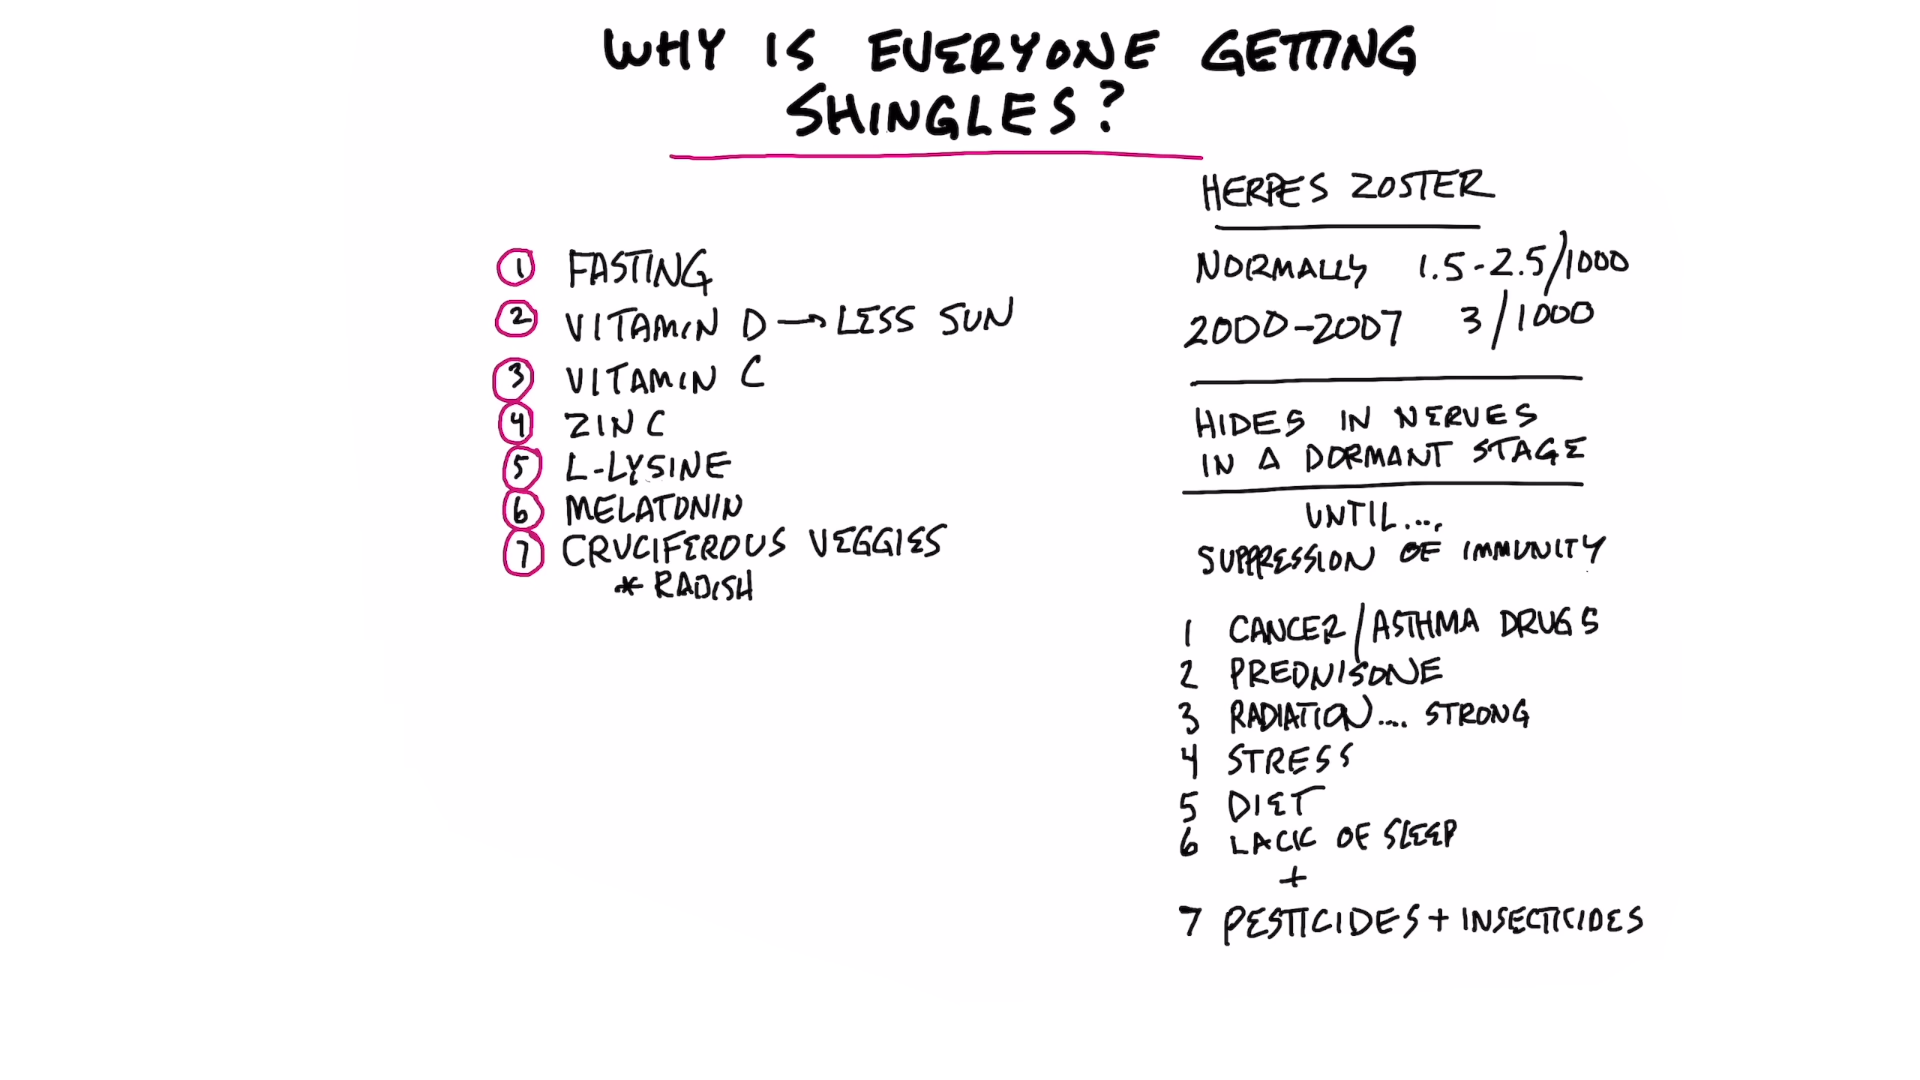 WHY IS EVERYONE GETTING
SHINGLES?
1 FASTING
2 VITAMIN D → LESS SUN
3 VITAMIN C
4 ZINC
5 L-LYSINE
6 MELATONIN
7 CRUCIFEROUS VEGGIES
* RADISH
HERPES ZOSTER
NORMALLY 1.5-2.5/1000
2000-2007 3/1000
HIDES IN NERVES
IN A DORMANT STAGE
UNTIL....
SUPPRESSION OF IMMUNITY
1 CANCER/ASTHMA DRUGS
2 PREDNISONE
3 RADIATION.... STRONG
4 STRESS
5 DIET
6 LACK OF SLEEP
+
7 PESTICIDES + INSECTICIDES